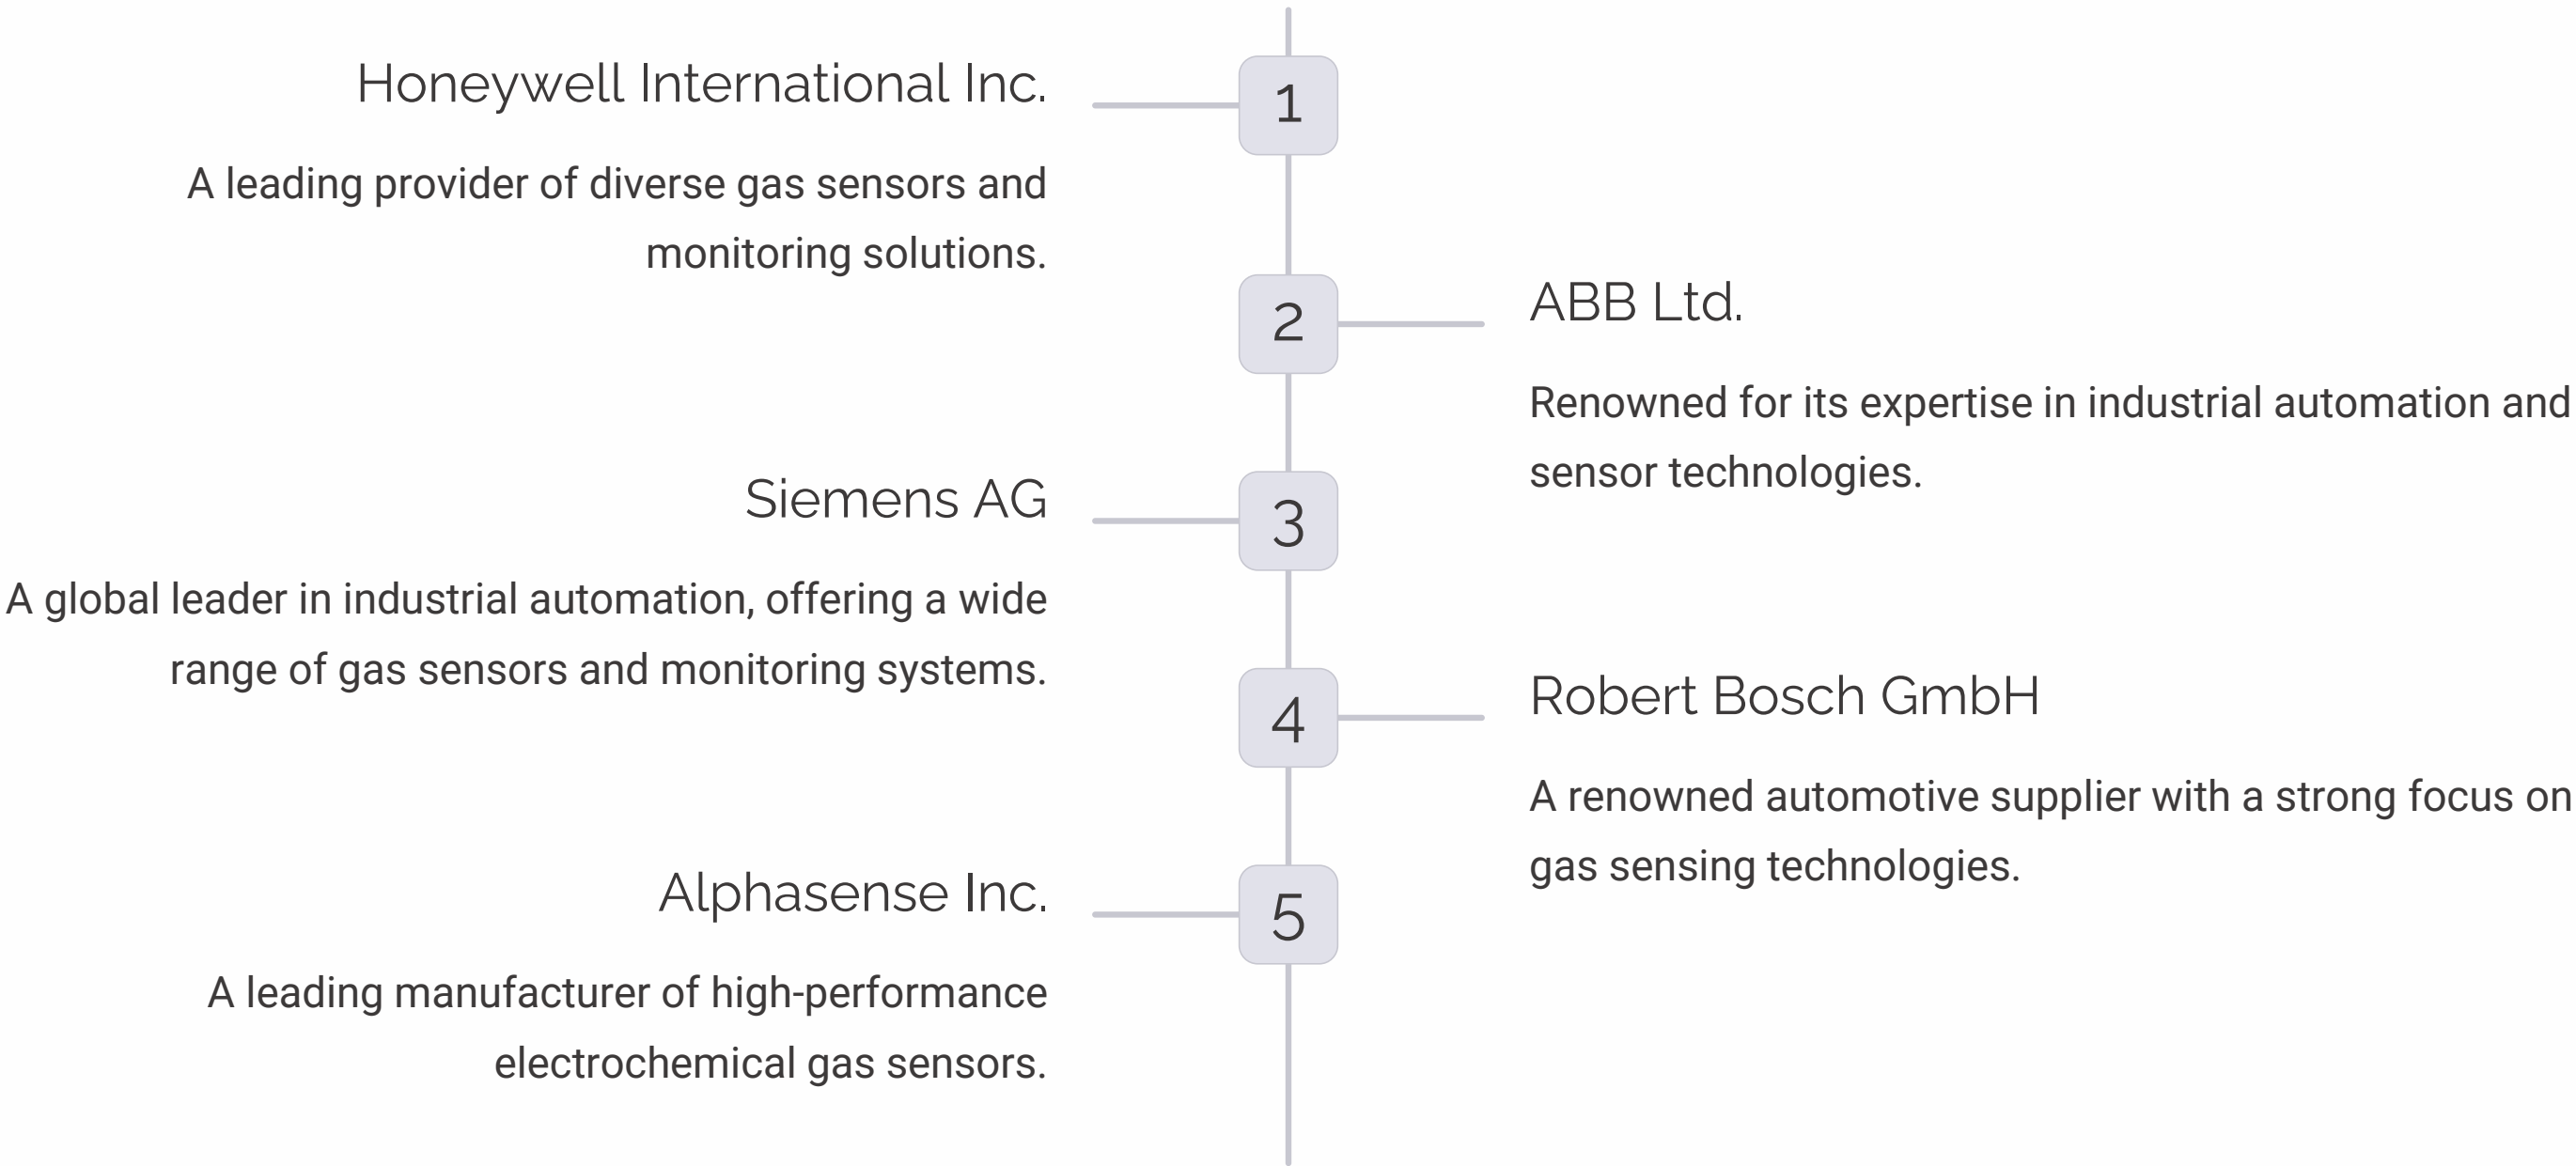 Honeywell International Inc.
1
A leading provider of diverse gas sensors and
monitoring solutions.
2
ABB Ltd.
Renowned for its expertise in industrial automation and
sensor technologies.
Siemens AG
3
A global leader in industrial automation, offering a wide
range of gas sensors and monitoring systems.
4
Robert Bosch GmbH
A renowned automotive supplier with a strong focus on
gas sensing technologies.
Alphasense Inc.
5
A leading manufacturer of high-performance
electrochemical gas sensors.